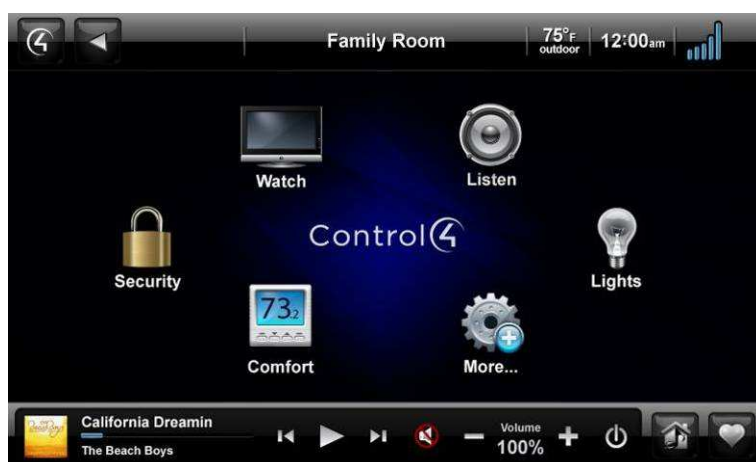 Family Room
75°F
outdoor
12:00am
Watch
Listen
Control4
Security
Lights
73.2
Comfort
More...
California Dreamin
The Beach Boys
Volume
100%